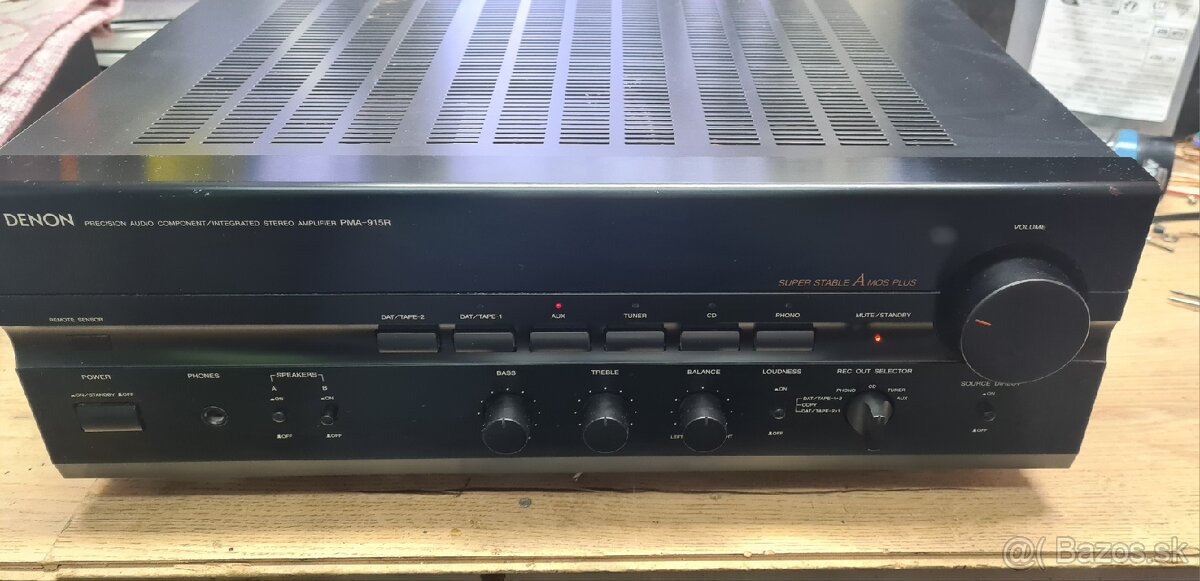 DENON PRECISION AUDIO COMPONENT/INTEGRATED STEREO AMPLIFIER PMA-915R
VOLUME
SUPER STABLE A MOS PLUS
REMOTE SENSOR
DAT/TAPE-2 DAT/TAPE-1 AUX TUNER CD PHONO MUTE/STANDBY
POWER PHONES SPEAKERS BASS TREBLE BALANCE LOUDNESS REC OUT SELECTOR SOURCE DIRECT
A B
ON/STANDBY OFF
ON ON
OFF OFF
LEFT
ON
OFF
PHONO CD TUNER
AUX
DAT/TAPE-1▸2
COPY
DAT/TAPE-2▸1
ON
OFF
@( Bazos.sk